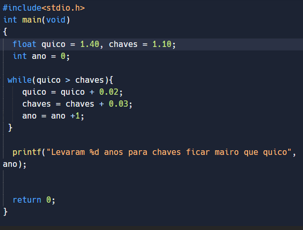 #include<stdio.h>
int main(void)
{
float quico = 1.40, chaves = 1.10;
int ano = 0;
while(quico > chaves){
quico = quico + 0.02;
chaves = chaves + 0.03;
ano = ano +1;
}
printf("Levaram %d anos para chaves ficar mairo que quico",
ano);
return 0;
}